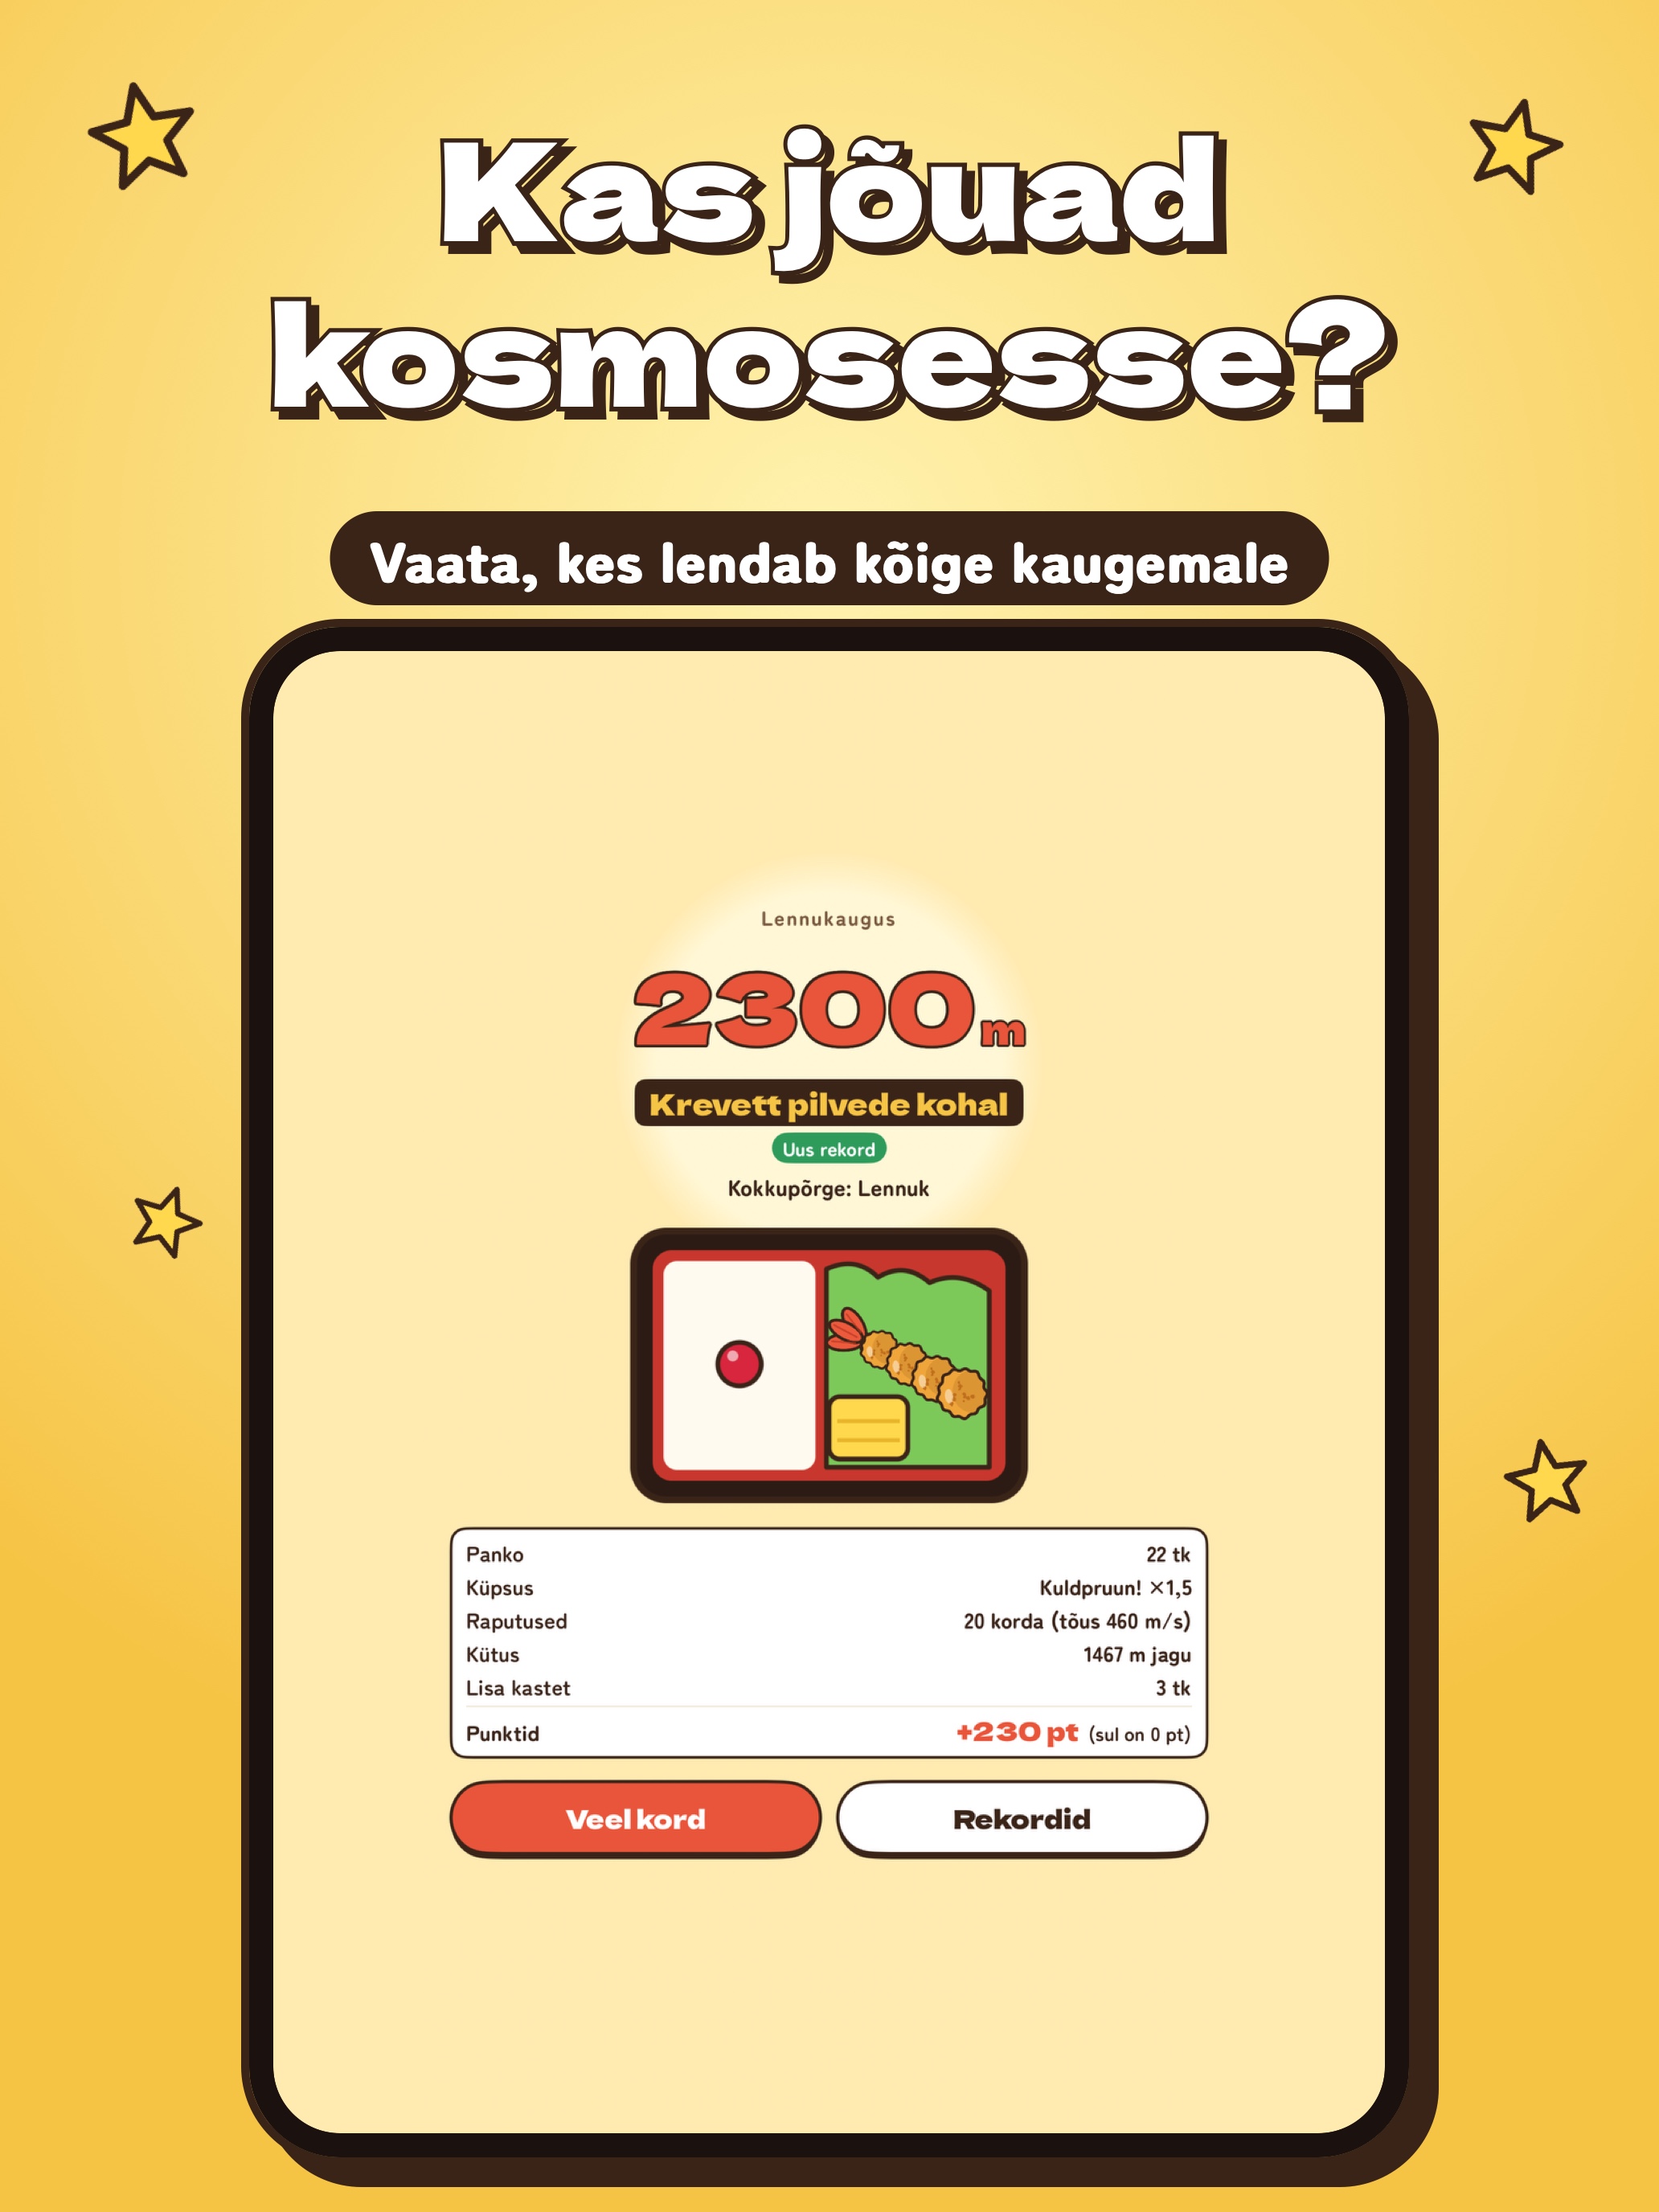 Kas jõuad
kosmosesse?
Vaata, kes lendab kõige kaugemale
Lennukaugus
2300 m
Krevett pilvede kohal
Uus rekord
Kokkupõrge: Lennuk
Panko 22 tk
Küpsus Kuldpruun! ×1,5
Raputused 20 korda (tõus 460 m/s)
Kütus 1467 m jagu
Lisa kastet 3 tk
Punktid +230 pt (sul on 0 pt)
Veel kord
Rekordid